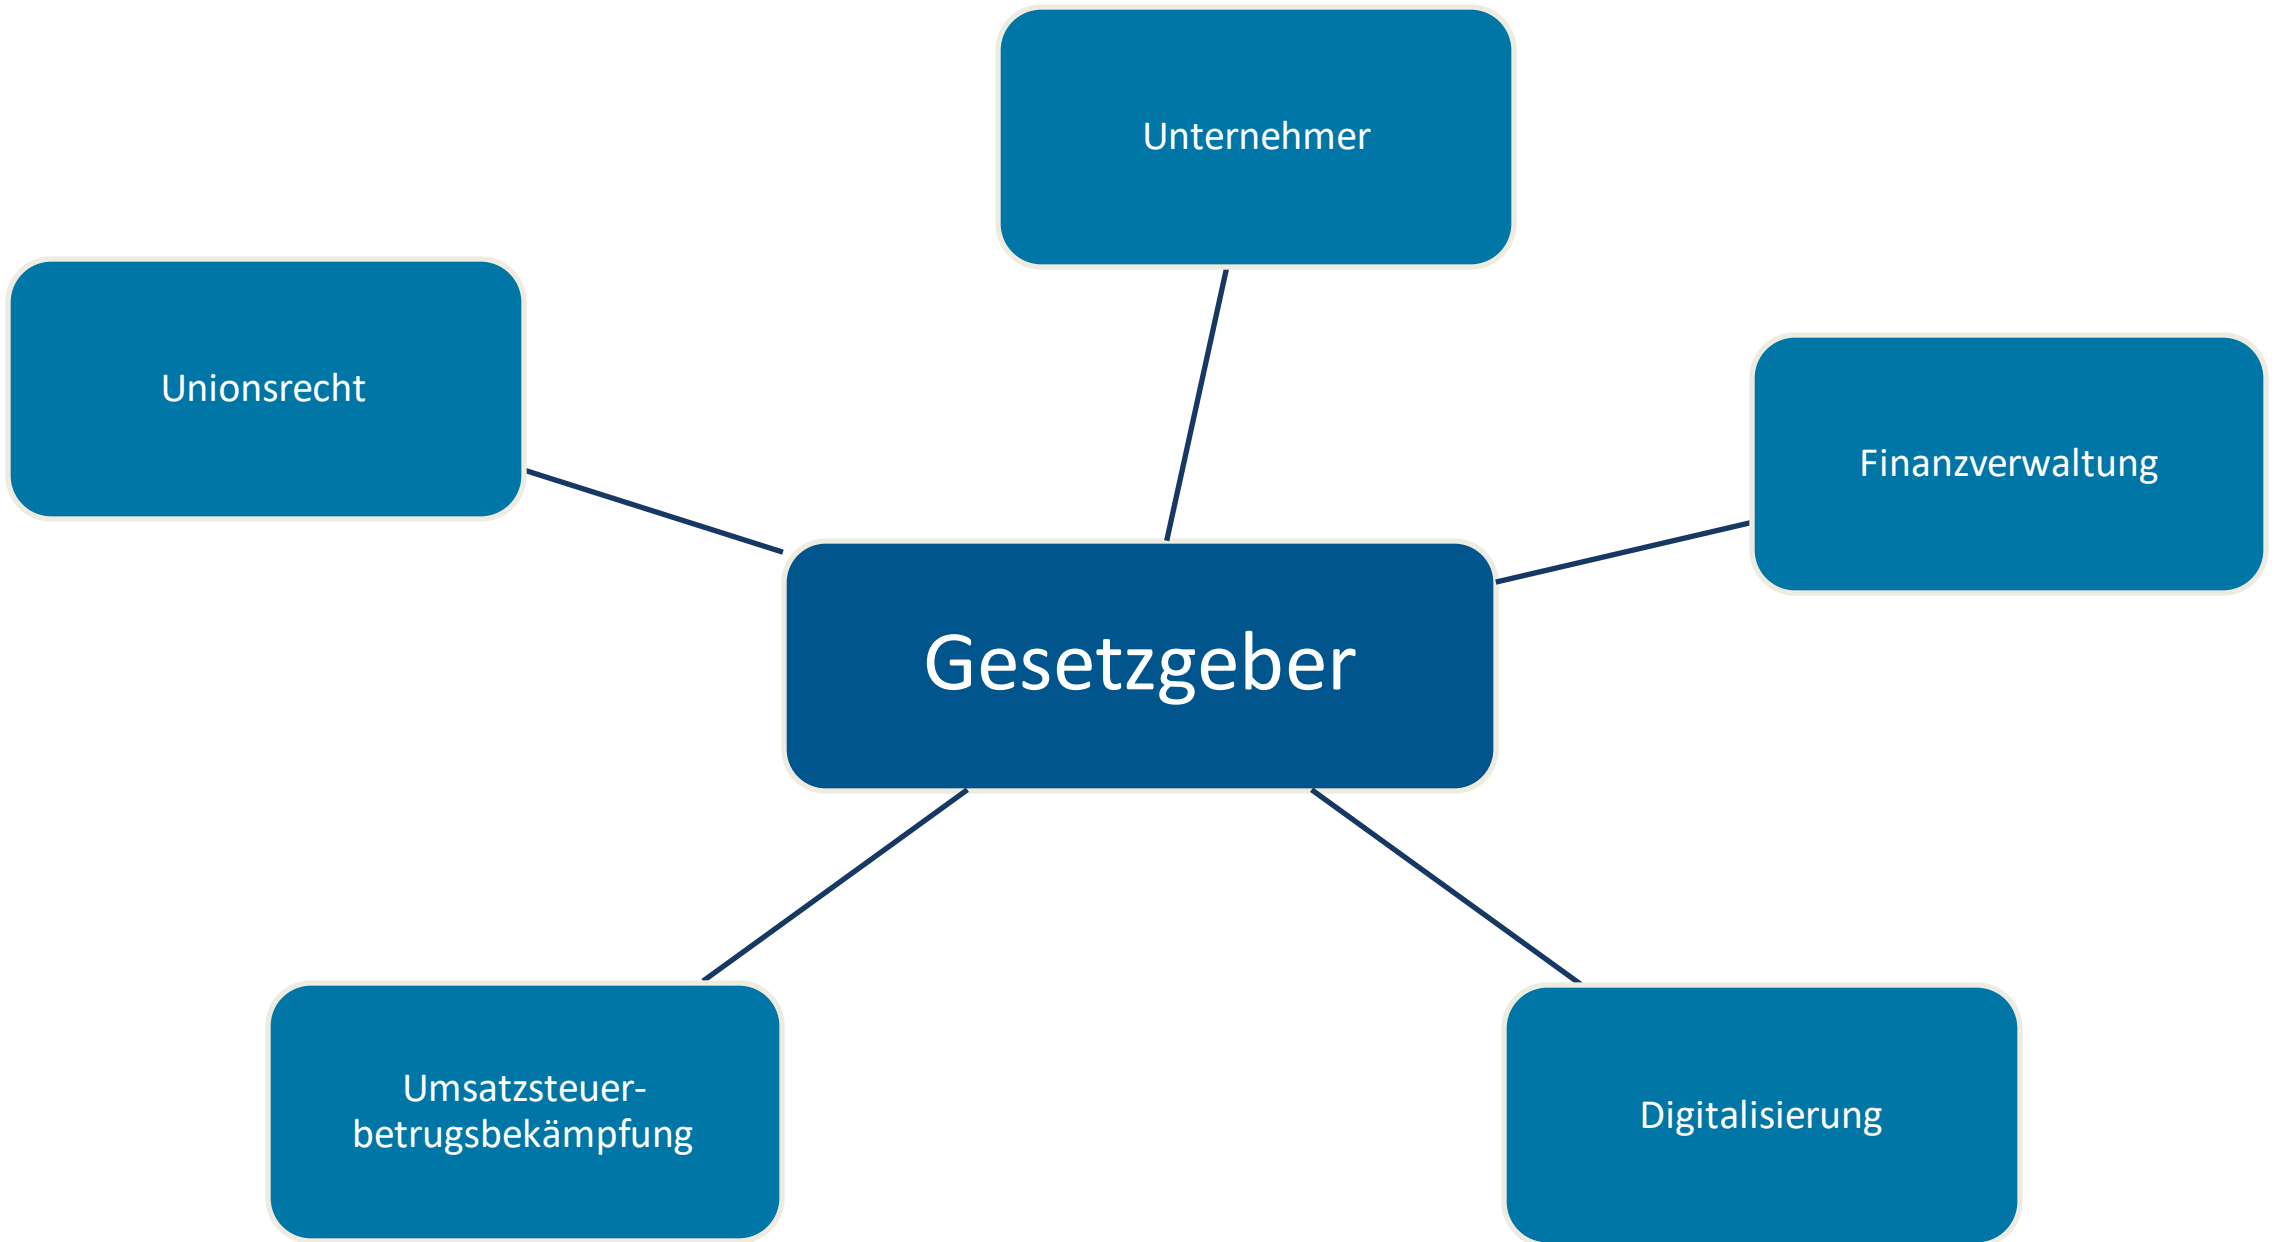 Unternehmer
Unionsrecht
Finanzverwaltung
Gesetzgeber
Umsatzsteuer-
betrugsbekämpfung
Digitalisierung